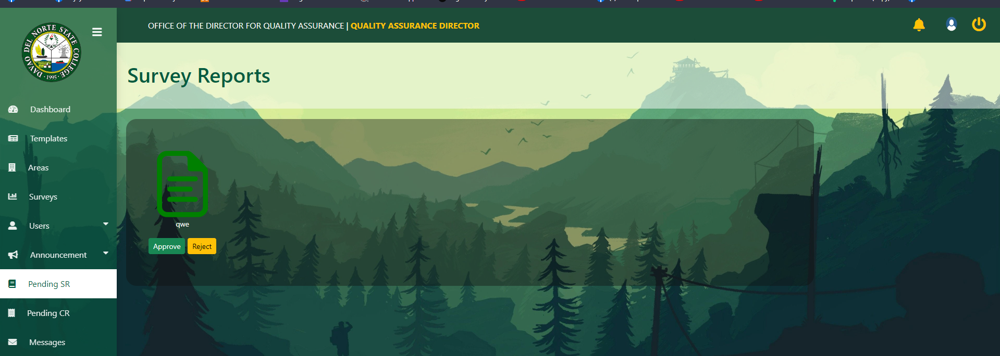 OFFICE OF THE DIRECTOR FOR QUALITY ASSURANCE | QUALITY ASSURANCE DIRECTOR
DAVAO DEL NORTE STATE COLLEGE
· 1995 ·
Survey Reports
Dashboard
Templates
Areas
Surveys
Users
Announcement
Pending SR
Pending CR
Messages
qwe
Approve
Reject